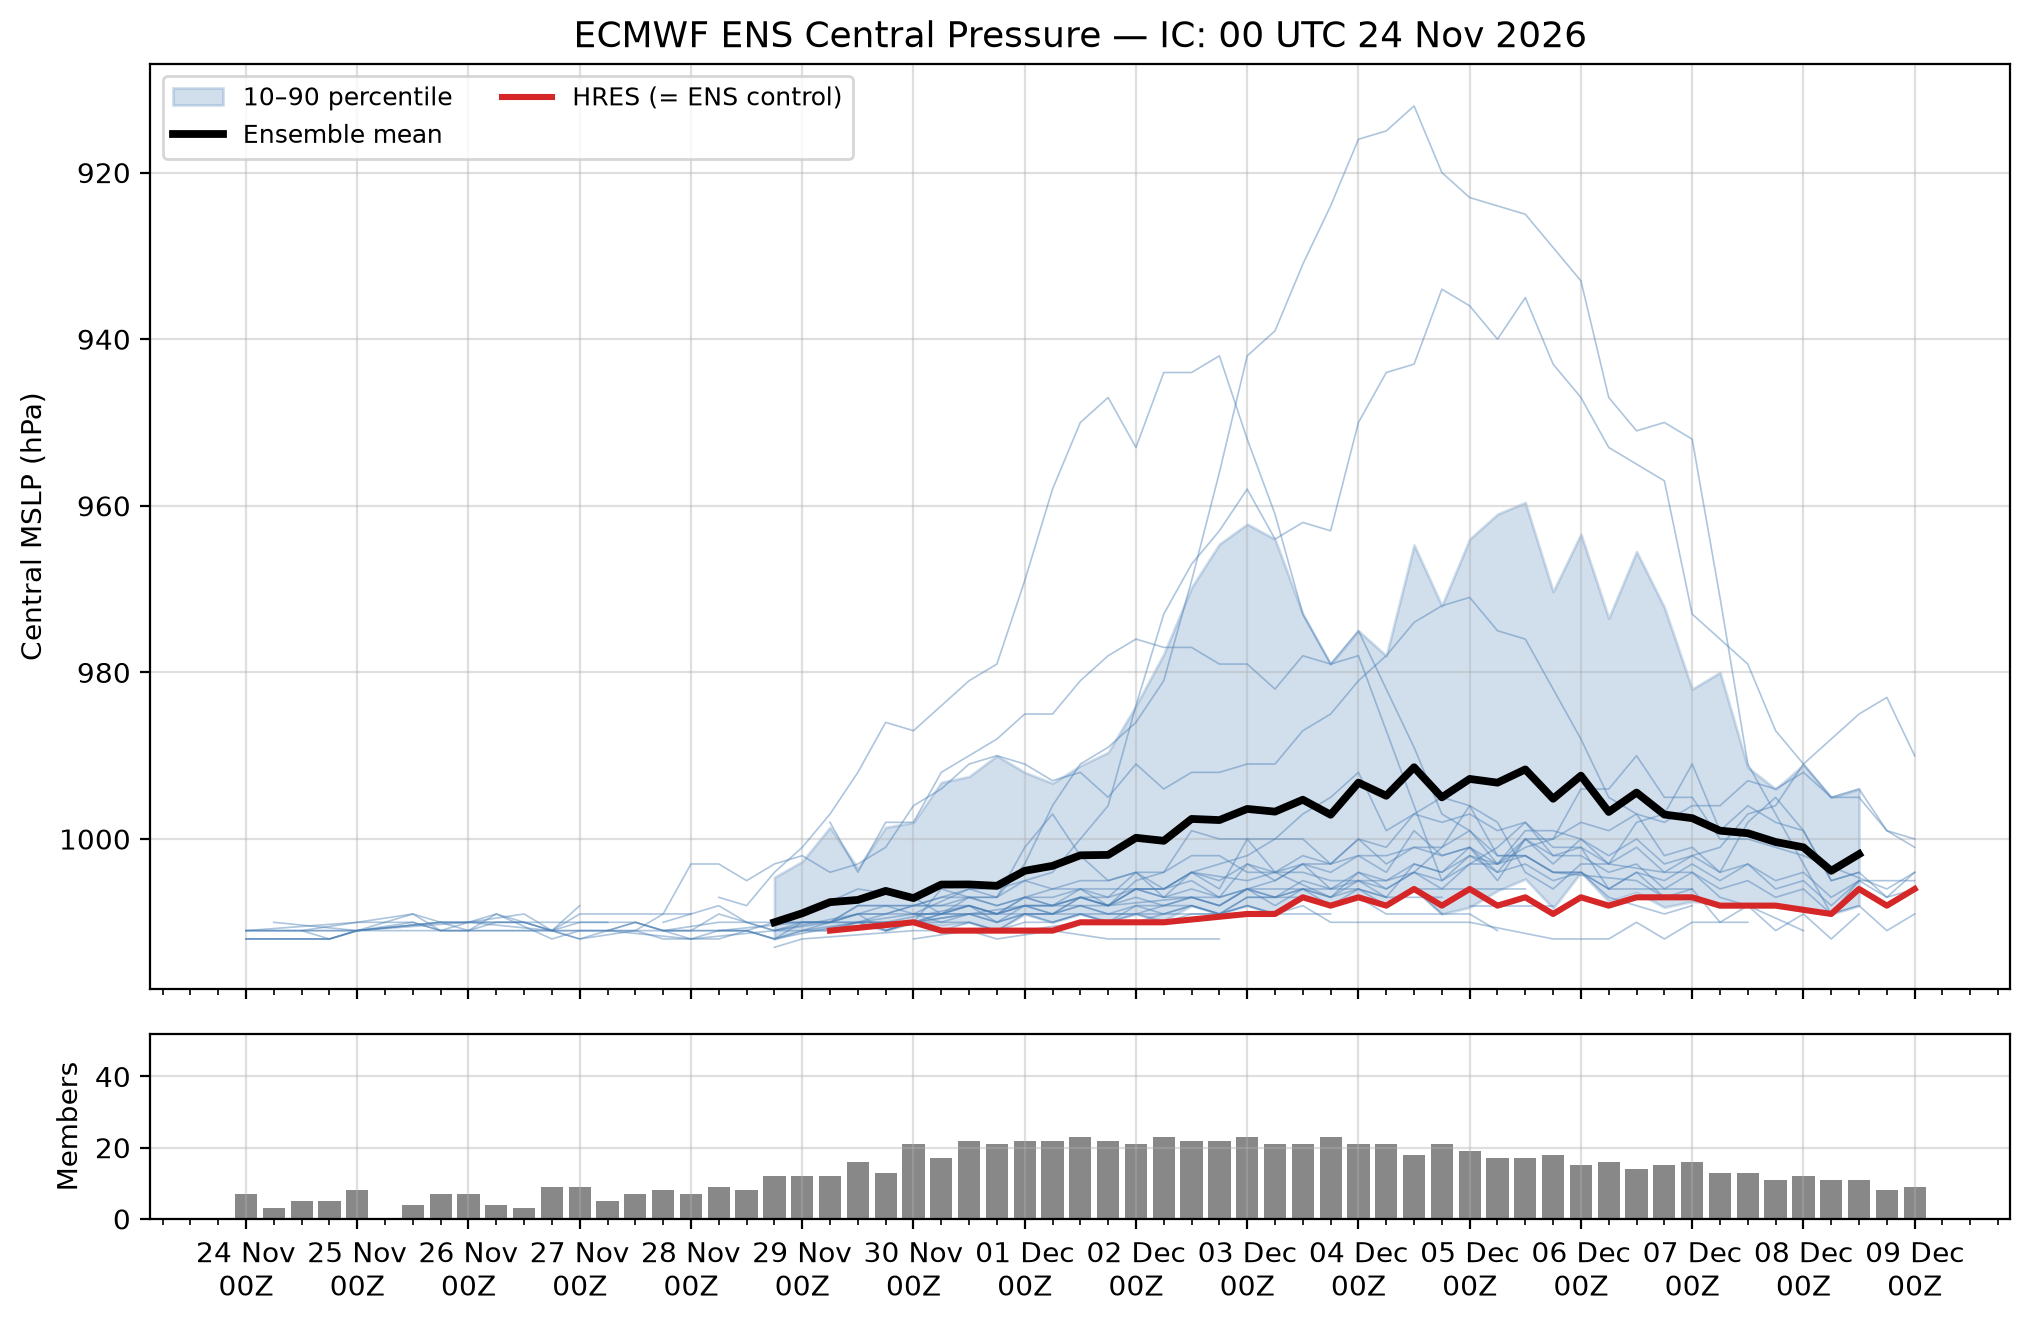 ECMWF ENS Central Pressure — IC: 00 UTC 24 Nov 2026
10–90 percentile
HRES (= ENS control)
Ensemble mean
Central MSLP (hPa)
920
940
960
980
1000
Members
40
20
0
24 Nov 25 Nov 26 Nov 27 Nov 28 Nov 29 Nov 30 Nov 01 Dec 02 Dec 03 Dec 04 Dec 05 Dec 06 Dec 07 Dec 08 Dec 09 Dec
00Z 00Z 00Z 00Z 00Z 00Z 00Z 00Z 00Z 00Z 00Z 00Z 00Z 00Z 00Z 00Z